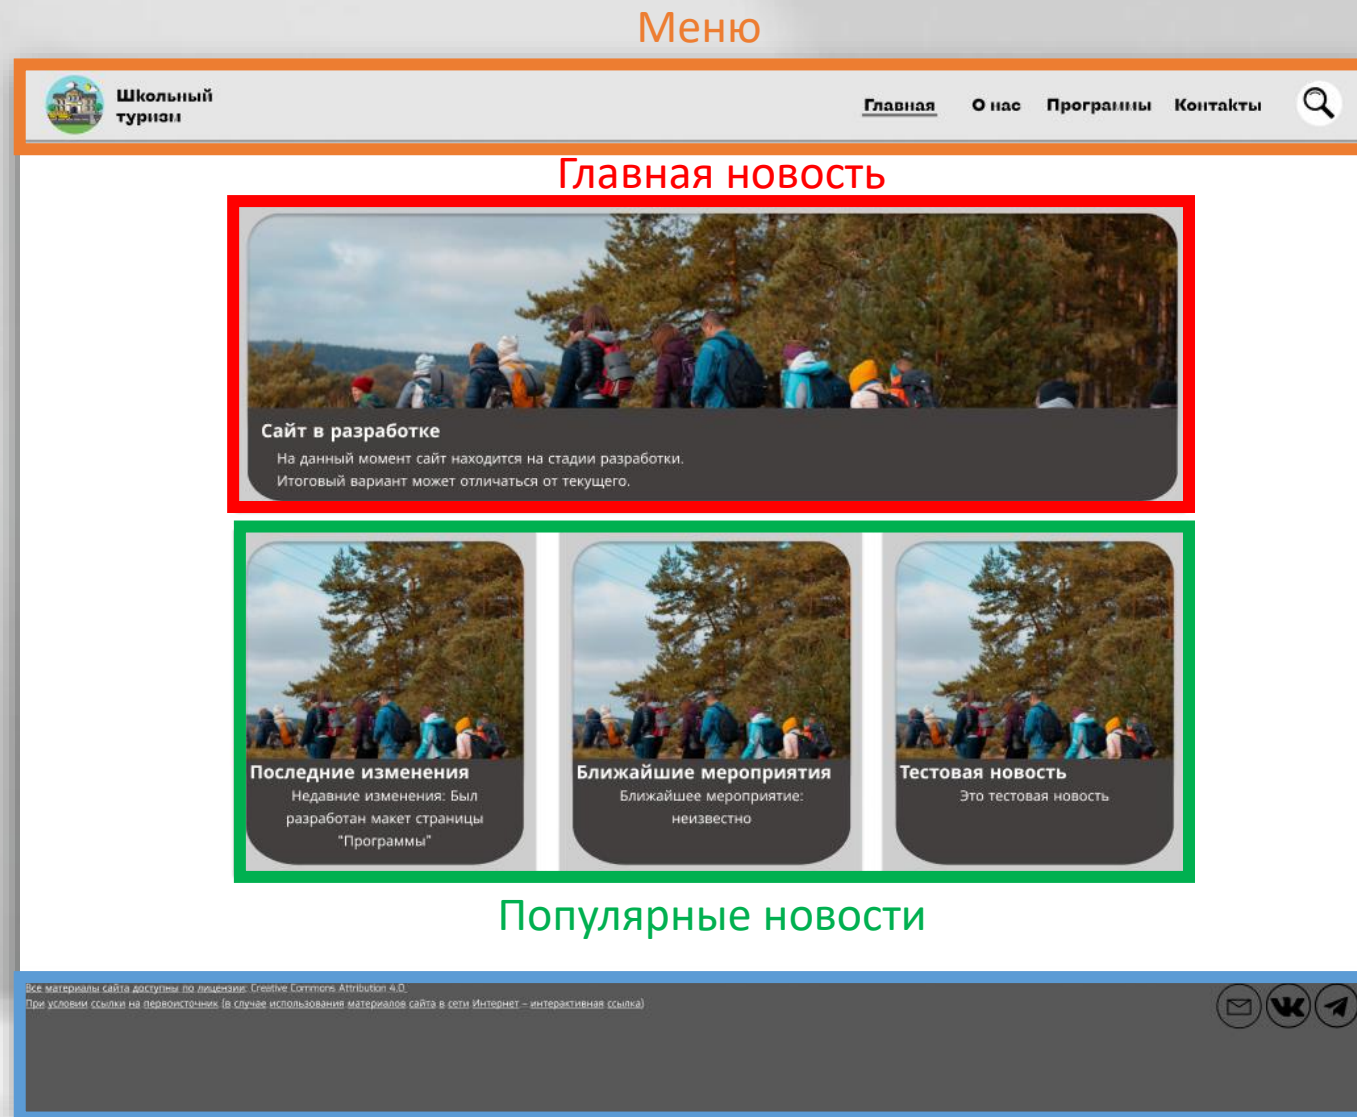 Меню
Школьный
туризм
Главная О нас Программы Контакты
Главная новость
Сайт в разработке
На данный момент сайт находится на стадии разработки.
Итоговый вариант может отличаться от текущего.
Последние изменения
Недавние изменения: Был
разработан макет страницы
"Программы"
Ближайшие мероприятия
Ближайшее мероприятие:
неизвестно
Тестовая новость
Это тестовая новость
Популярные новости
Все материалы сайта доступны по лицензии: Creative Commons Attribution 4.0.
При условии ссылки на первоисточник (в случае использования материалов сайта в сети Интернет – интерактивная ссылка)